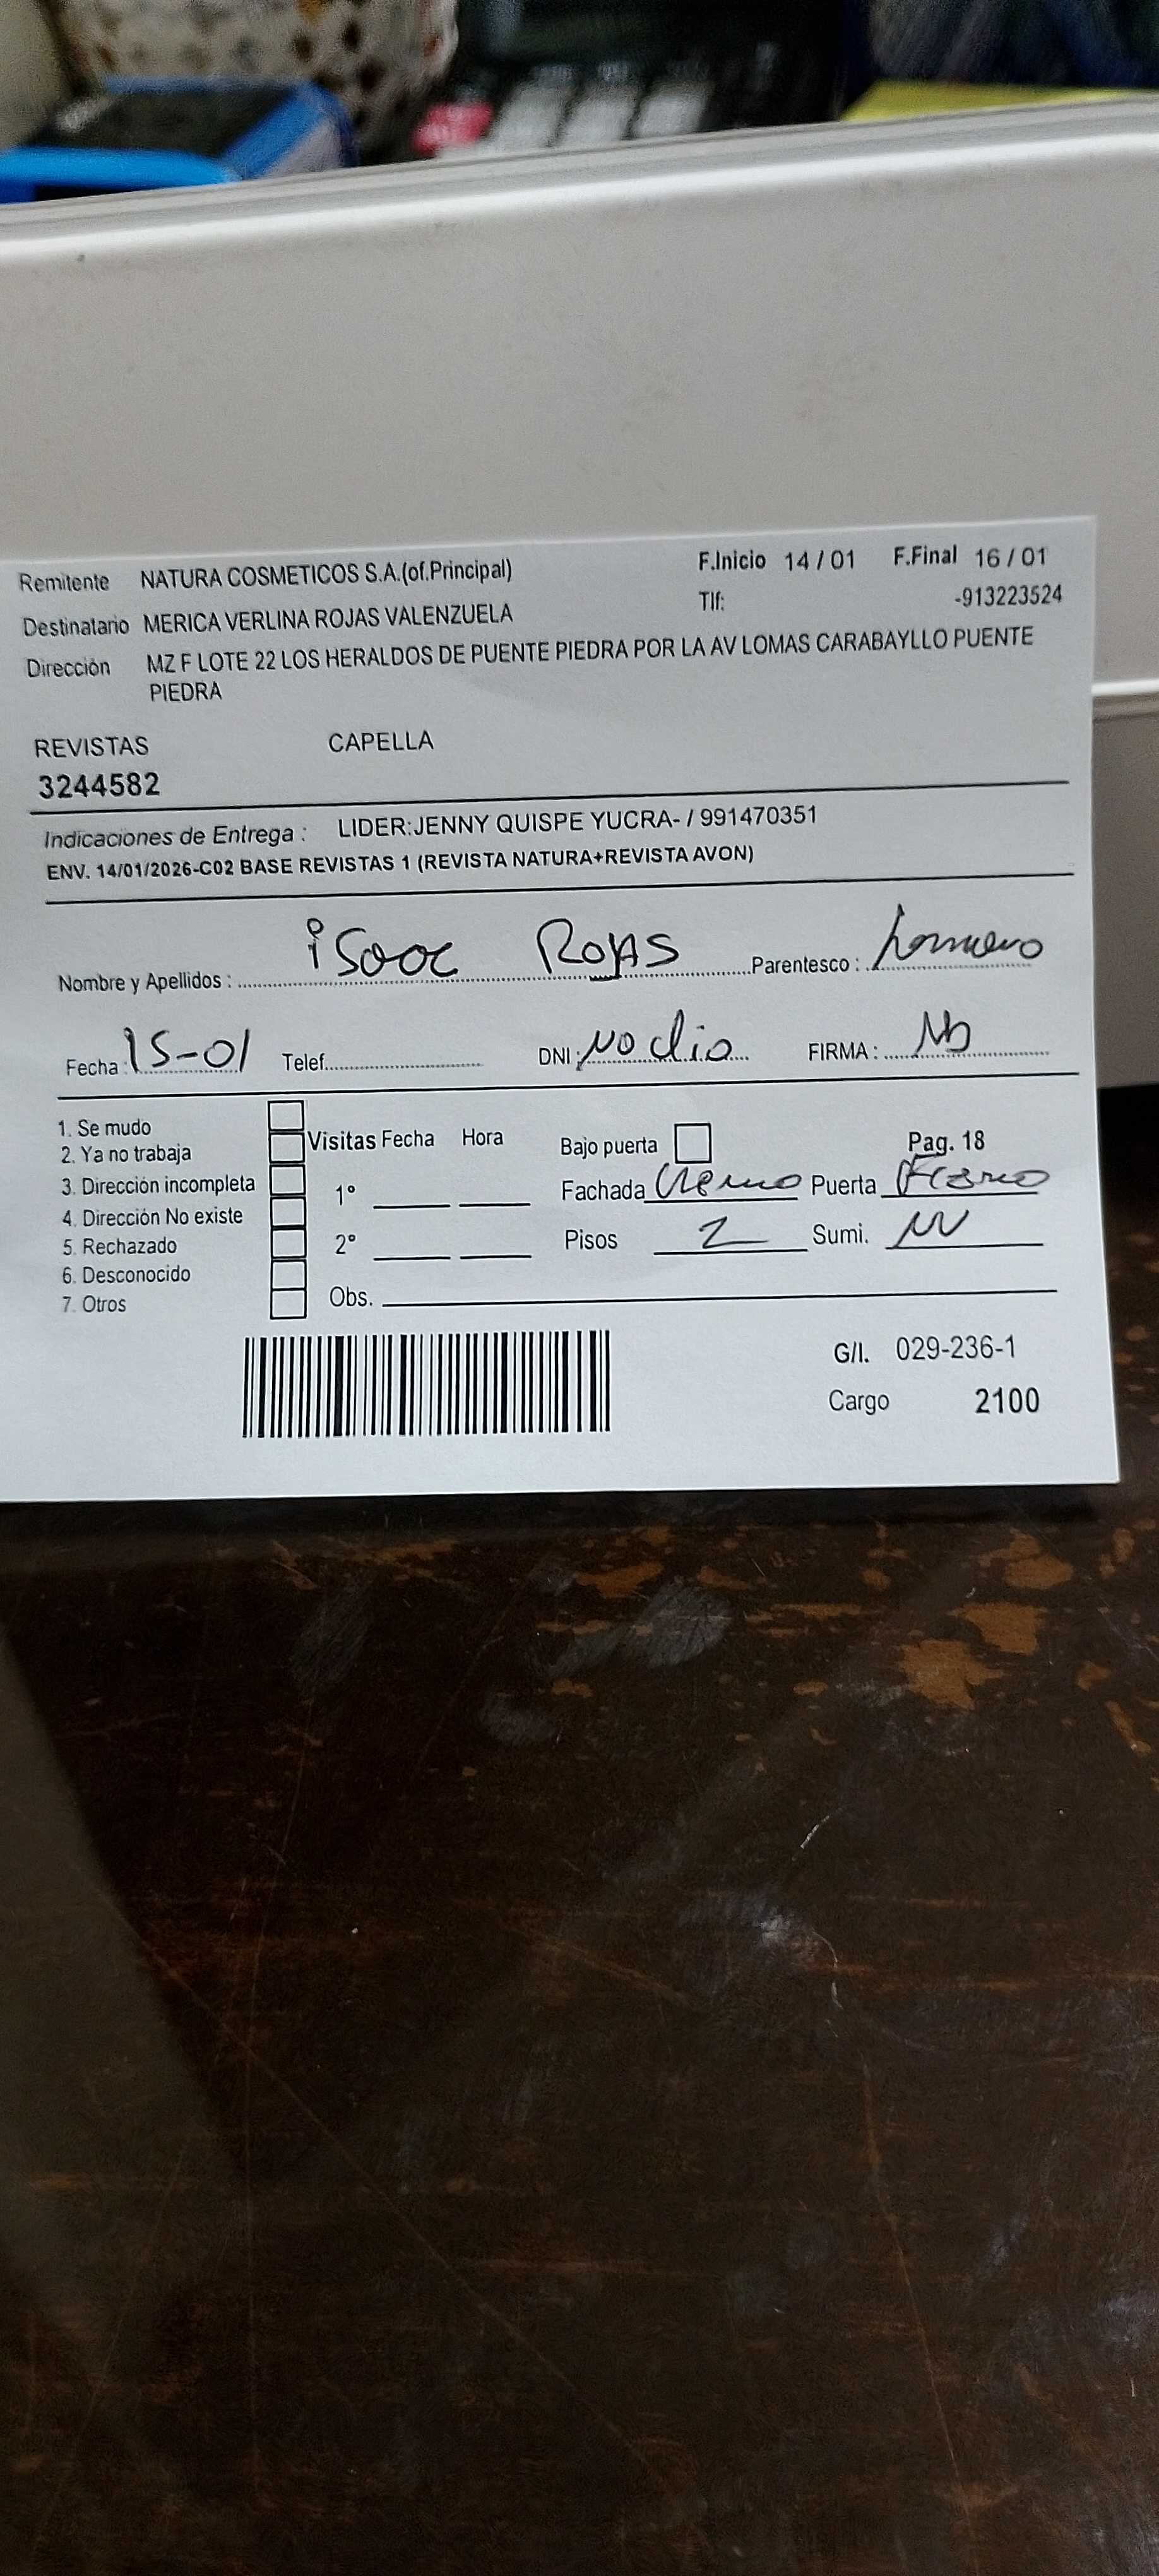 Remitente NATURA COSMETICOS S.A.(of.Principal) F.Inicio 14 / 01 F.Final 16 / 01
Destinatario MERICA VERLINA ROJAS VALENZUELA Tlf: -913223524
Dirección MZ F LOTE 22 LOS HERALDOS DE PUENTE PIEDRA POR LA AV LOMAS CARABAYLLO PUENTE
PIEDRA
REVISTAS CAPELLA
3244582
Indicaciones de Entrega : LIDER:JENNY QUISPE YUCRA- / 991470351
ENV. 14/01/2026-C02 BASE REVISTAS 1 (REVISTA NATURA+REVISTA AVON)
Nombre y Apellidos : isaac Rojas Parentesco :
Fecha : 15-01 Telef. DNI : No dio FIRMA :
1. Se mudo
2. Ya no trabaja Visitas Fecha Hora Bajo puerta Pag. 18
3. Dirección incompleta 1° Fachada Puerta
4. Dirección No existe
5. Rechazado 2° Pisos 2 Sumi.
6. Desconocido
7. Otros Obs.
G/I. 029-236-1
Cargo 2100